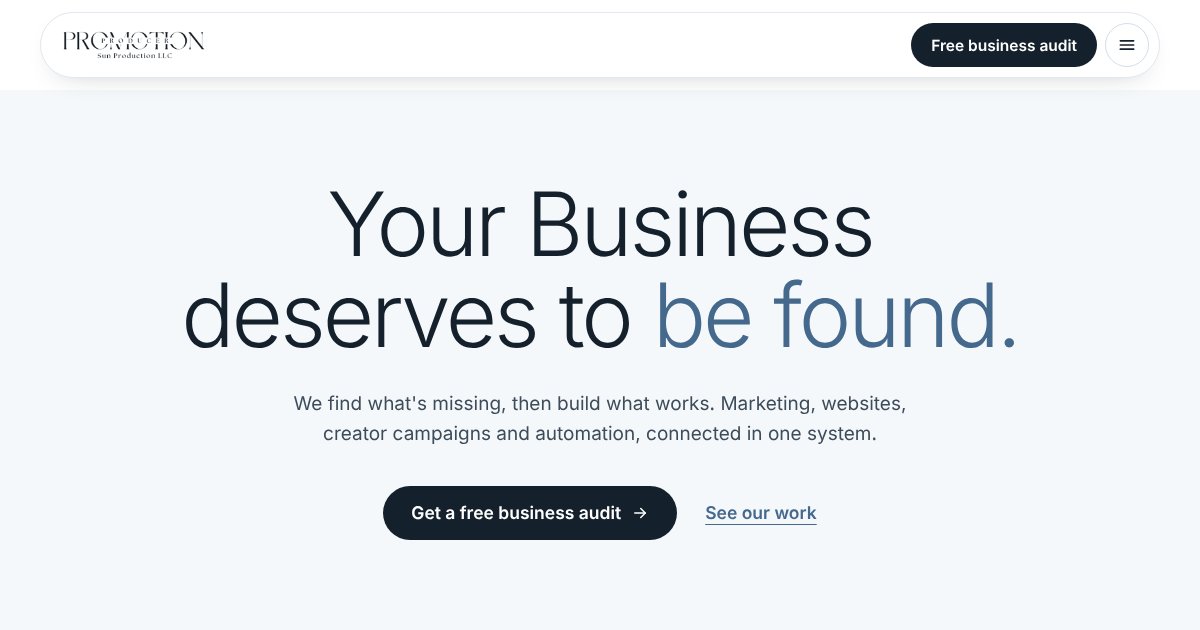 PROMOTION
PRODUCER
Sun Production LLC
Free business audit
Your Business
deserves to be found.
We find what's missing, then build what works. Marketing, websites,
creator campaigns and automation, connected in one system.
Get a free business audit →
See our work